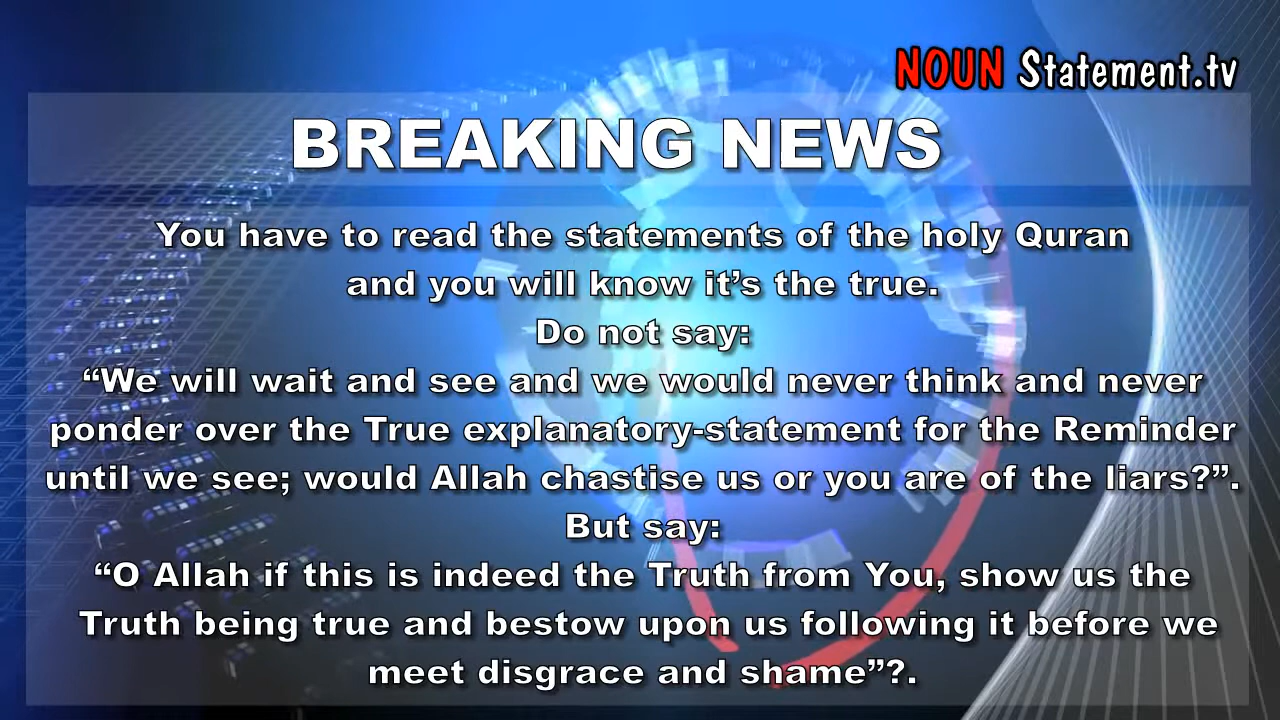 NOUN Statement.tv
BREAKING NEWS
You have to read the statements of the holy Quran
and you will know it’s the true.
Do not say:
“We will wait and see and we would never think and never
ponder over the True explanatory-statement for the Reminder
until we see; would Allah chastise us or you are of the liars?”.
But say:
“O Allah if this is indeed the Truth from You, show us the
Truth being true and bestow upon us following it before we
meet disgrace and shame”?.